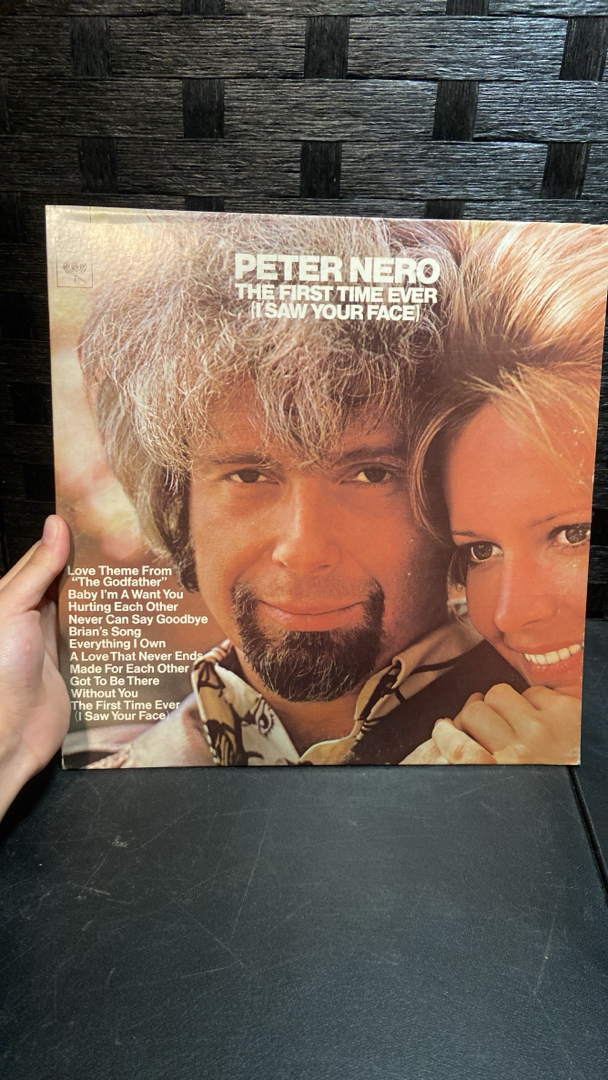 PETER NERO
THE FIRST TIME EVER
(I SAW YOUR FACE)
Love Theme From
"The Godfather"
Baby I'm A Want You
Hurting Each Other
Never Can Say Goodbye
Brian's Song
Everything I Own
A Love That Never Ends
Made For Each Other
Got To Be There
Without You
The First Time Ever
(I Saw Your Face)